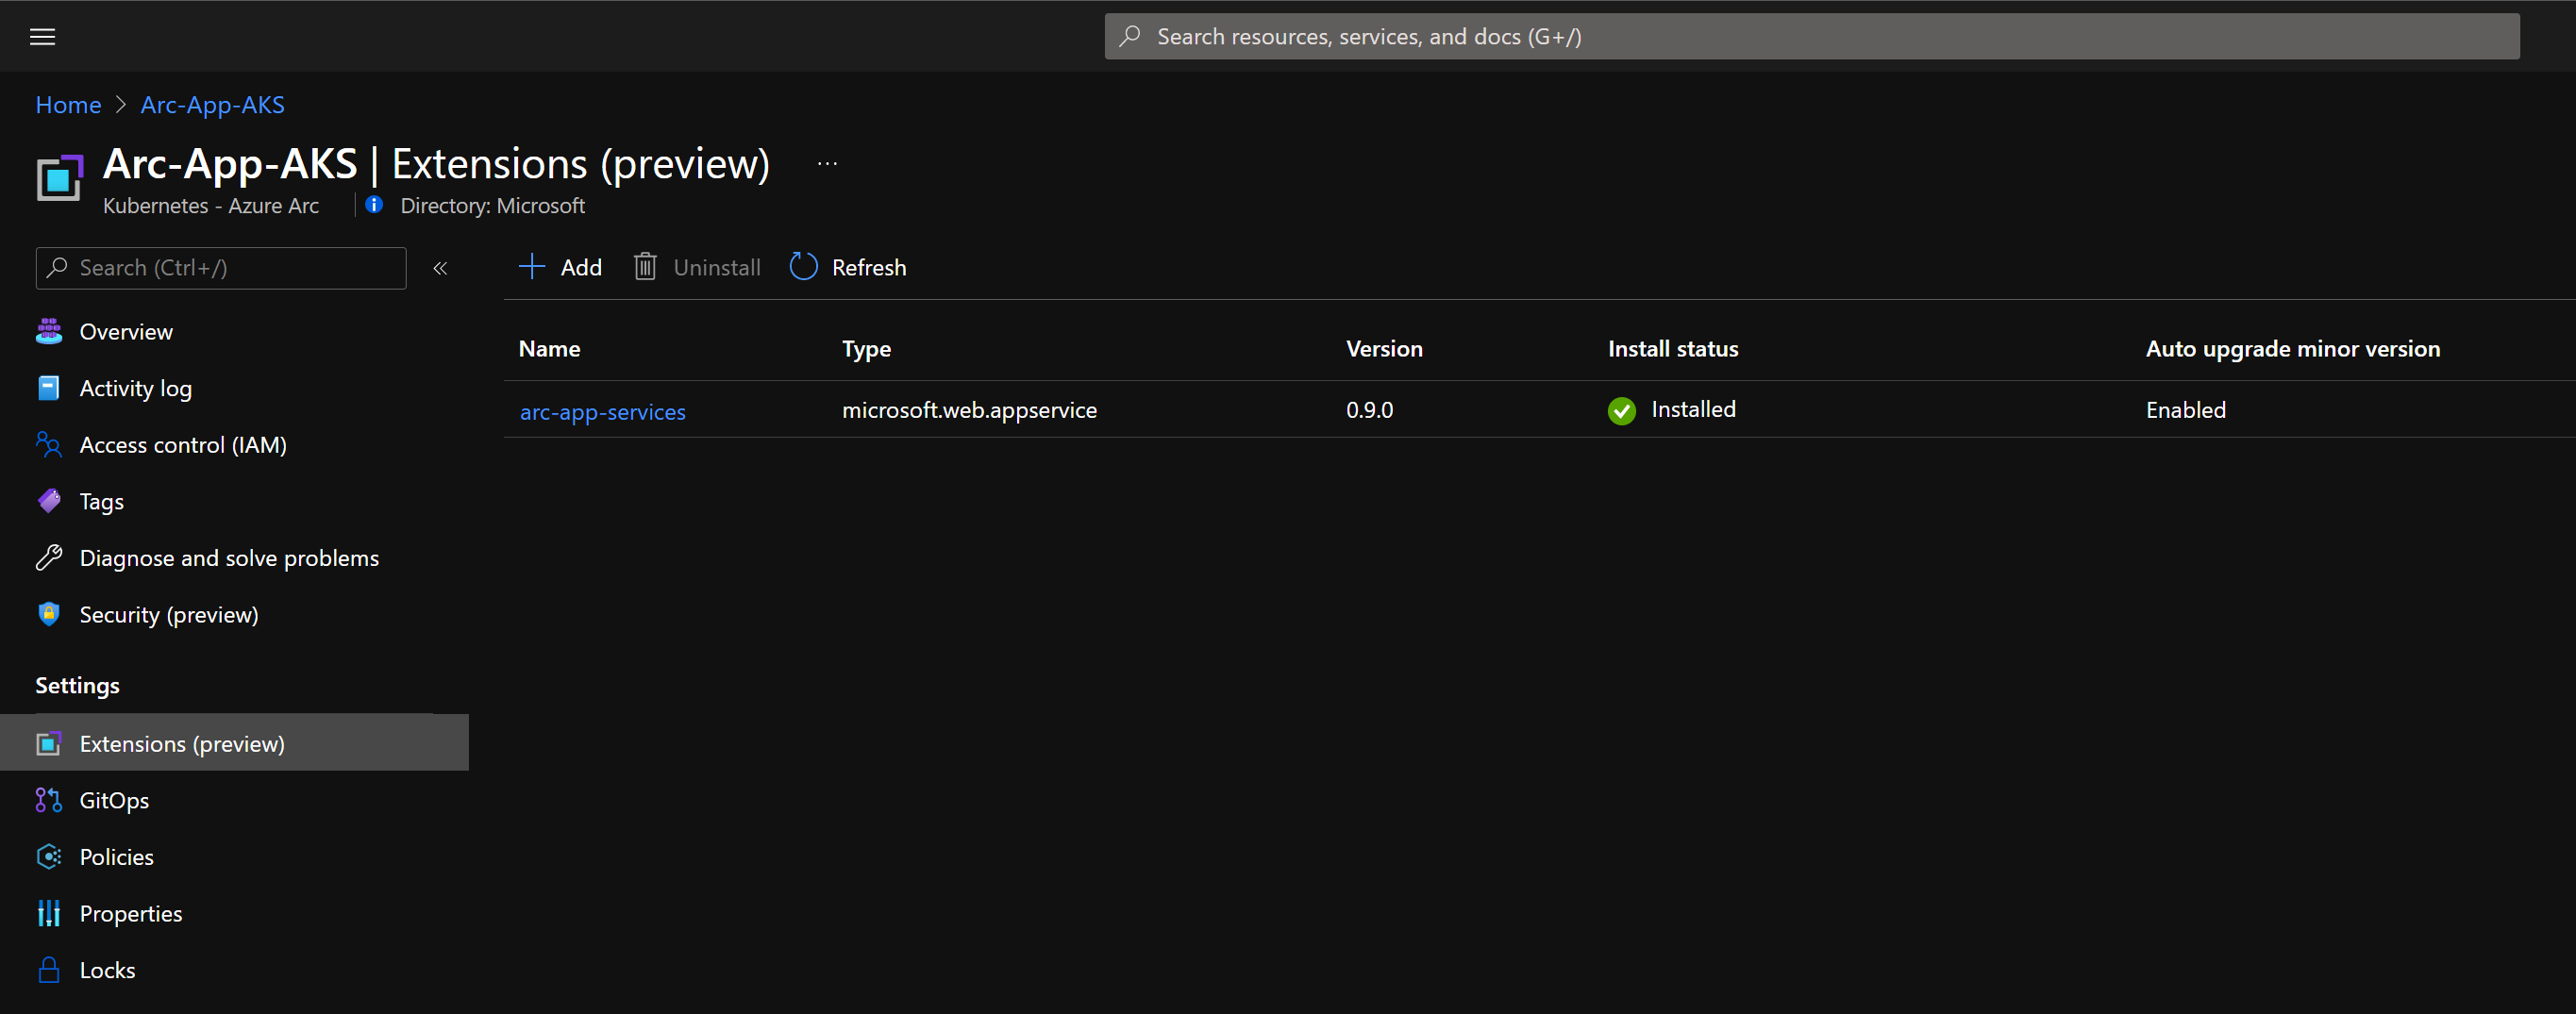 Search resources, services, and docs (G+/)
Home > Arc-App-AKS
Arc-App-AKS | Extensions (preview) ...
Kubernetes - Azure Arc | Directory: Microsoft
Search (Ctrl+/) «
Add Uninstall Refresh
Overview
Activity log
Access control (IAM)
Tags
Diagnose and solve problems
Security (preview)
Settings
Extensions (preview)
GitOps
Policies
Properties
Locks
Name Type Version Install status Auto upgrade minor version
arc-app-services microsoft.web.appservice 0.9.0 Installed Enabled